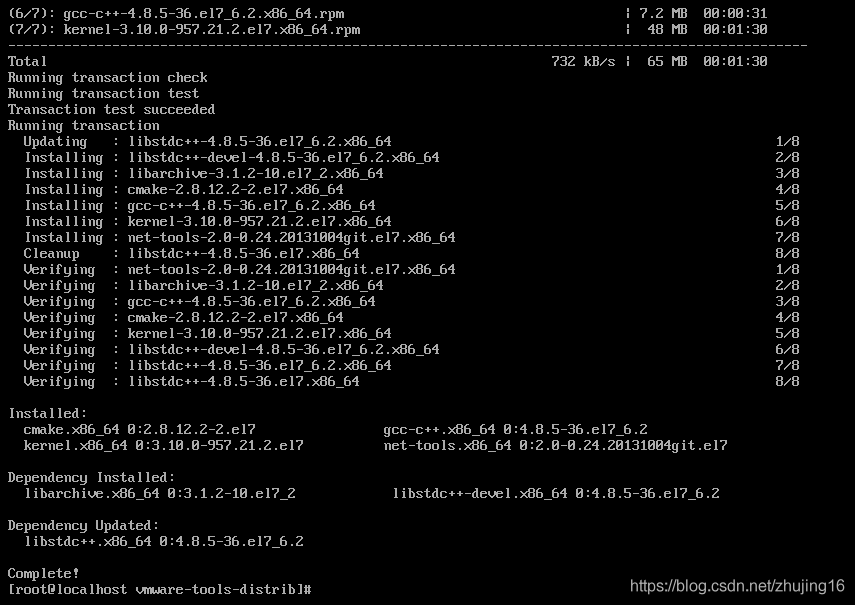 (6/7): gcc-c++-4.8.5-36.el7_6.2.x86_64.rpm | 7.2 MB 00:00:31
(7/7): kernel-3.10.0-957.21.2.el7.x86_64.rpm | 48 MB 00:01:30
----------------------------------------------------------------------------------------------------
Total 732 kB/s | 65 MB 00:01:30
Running transaction check
Running transaction test
Transaction test succeeded
Running transaction
Updating : libstdc++-4.8.5-36.el7_6.2.x86_64 1/8
Installing : libstdc++-devel-4.8.5-36.el7_6.2.x86_64 2/8
Installing : libarchive-3.1.2-10.el7_2.x86_64 3/8
Installing : cmake-2.8.12.2-2.el7.x86_64 4/8
Installing : gcc-c++-4.8.5-36.el7_6.2.x86_64 5/8
Installing : kernel-3.10.0-957.21.2.el7.x86_64 6/8
Installing : net-tools-2.0-0.24.20131004git.el7.x86_64 7/8
Cleanup : libstdc++-4.8.5-36.el7.x86_64 8/8
Verifying : net-tools-2.0-0.24.20131004git.el7.x86_64 1/8
Verifying : libarchive-3.1.2-10.el7_2.x86_64 2/8
Verifying : gcc-c++-4.8.5-36.el7_6.2.x86_64 3/8
Verifying : cmake-2.8.12.2-2.el7.x86_64 4/8
Verifying : kernel-3.10.0-957.21.2.el7.x86_64 5/8
Verifying : libstdc++-devel-4.8.5-36.el7_6.2.x86_64 6/8
Verifying : libstdc++-4.8.5-36.el7_6.2.x86_64 7/8
Verifying : libstdc++-4.8.5-36.el7.x86_64 8/8
Installed:
cmake.x86_64 0:2.8.12.2-2.el7 gcc-c++.x86_64 0:4.8.5-36.el7_6.2
kernel.x86_64 0:3.10.0-957.21.2.el7 net-tools.x86_64 0:2.0-0.24.20131004git.el7
Dependency Installed:
libarchive.x86_64 0:3.1.2-10.el7_2 libstdc++-devel.x86_64 0:4.8.5-36.el7_6.2
Dependency Updated:
libstdc++.x86_64 0:4.8.5-36.el7_6.2
Complete!
[root@localhost vmware-tools-distrib]#
https://blog.csdn.net/zhujing16